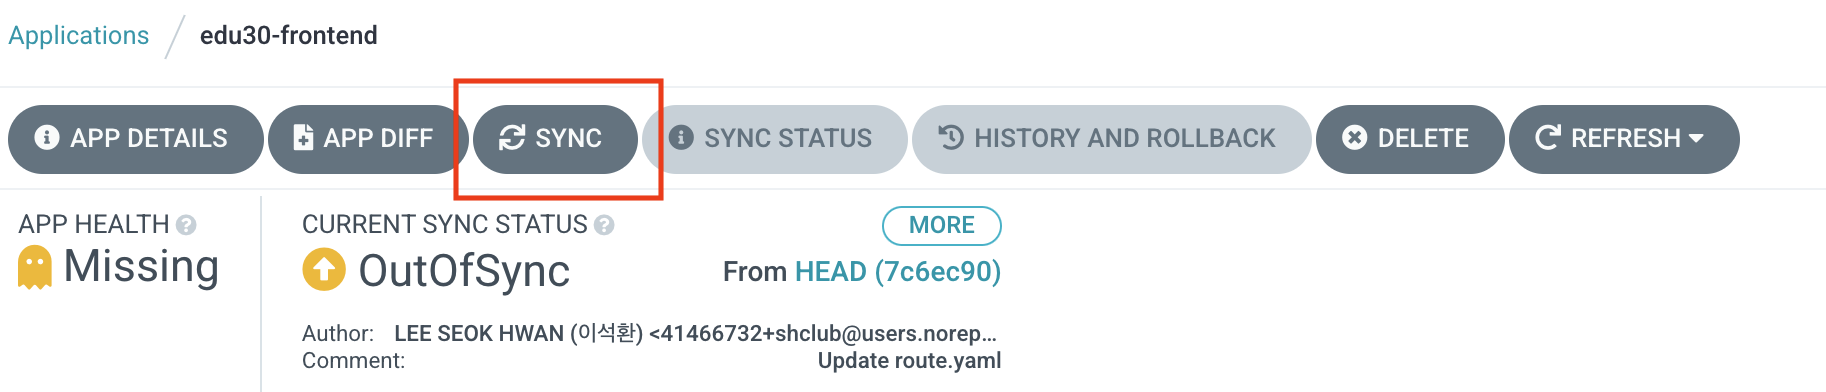 Applications / edu30-frontend
APP DETAILS APP DIFF SYNC SYNC STATUS HISTORY AND ROLLBACK DELETE REFRESH
APP HEALTH CURRENT SYNC STATUS MORE
Missing OutOfSync From HEAD (7c6ec90)
Author: LEE SEOK HWAN (이석환) <41466732+shclub@users.norep...
Comment: Update route.yaml